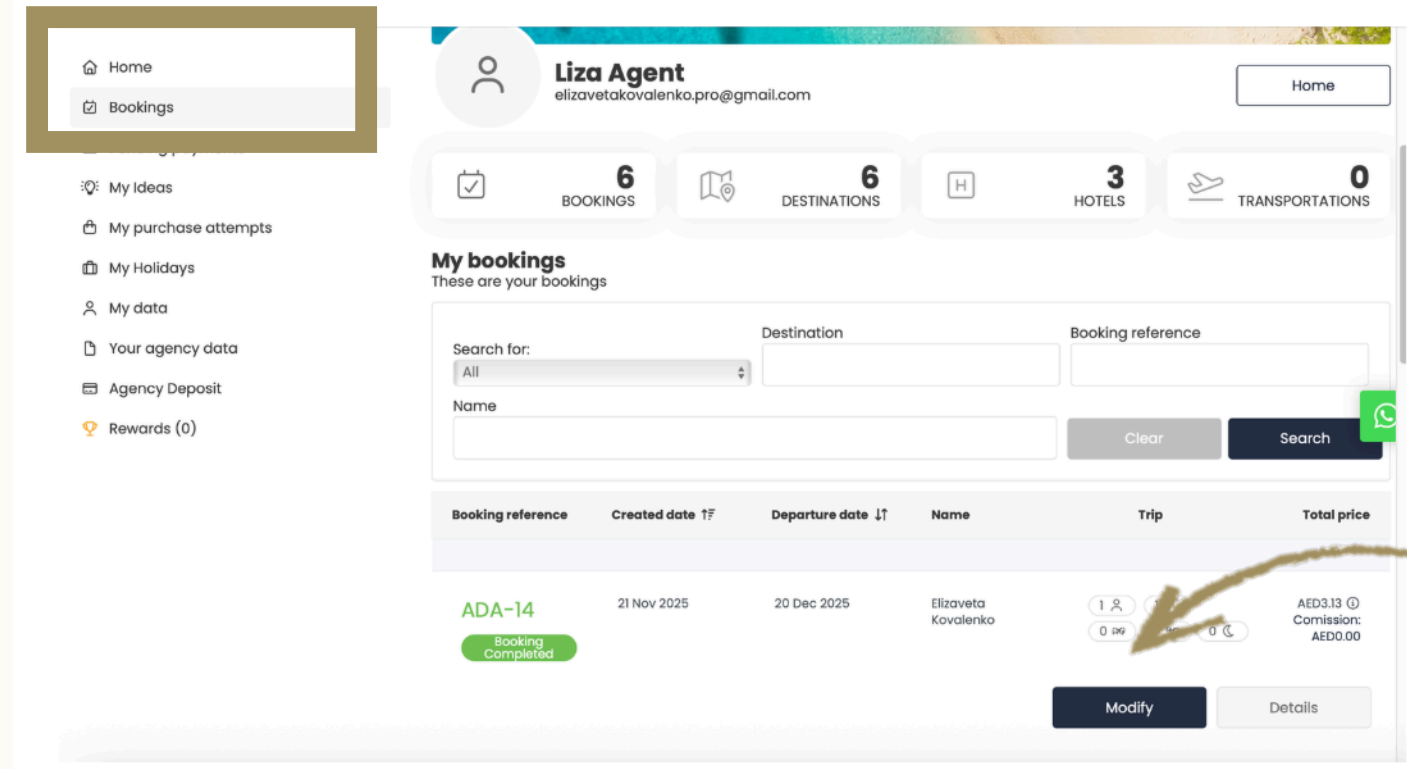 Home
Bookings
My Ideas
My purchase attempts
My Holidays
My data
Your agency data
Agency Deposit
Rewards (0)
Liza Agent
elizavetakovalenko.pro@gmail.com
Home
6
BOOKINGS
6
DESTINATIONS
H
3
HOTELS
0
TRANSPORTATIONS
My bookings
These are your bookings
Search for:
All
Destination
Booking reference
Name
Clear
Search
Booking reference Created date Departure date Name Trip Total price
ADA-14
Booking
Completed
21 Nov 2025
20 Dec 2025
Elizaveta
Kovalenko
1
0
0
AED3.13
Comission:
AED0.00
Modify
Details